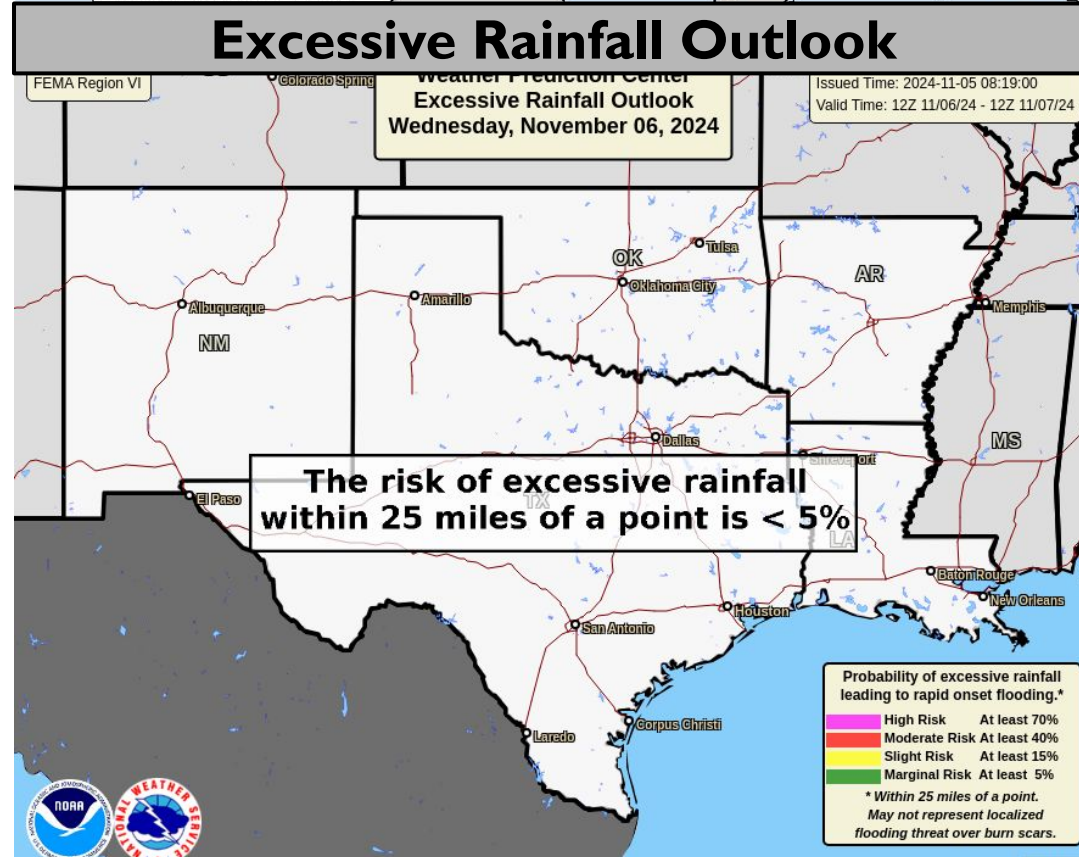 Excessive Rainfall Outlook
FEMA Region VI
Colorado Spring
Weather Prediction Center
Excessive Rainfall Outlook
Wednesday, November 06, 2024
Issued Time: 2024-11-05 08:19:00
Valid Time: 12Z 11/06/24 - 12Z 11/07/24
Tulsa
OK
Oklahoma City
AR
Amarillo
Albuquerque
Memphis
NM
Dallas
MS
Shreveport
The risk of excessive rainfall
within 25 miles of a point is < 5%
TX
LA
El Paso
Baton Rouge
New Orleans
Houston
San Antonio
Corpus Christi
Laredo
Probability of excessive rainfall
leading to rapid onset flooding.*
High Risk At least 70%
Moderate Risk At least 40%
Slight Risk At least 15%
Marginal Risk At least 5%
* Within 25 miles of a point.
May not represent localized
flooding threat over burn scars.
NOAA
NATIONAL WEATHER SERVICE